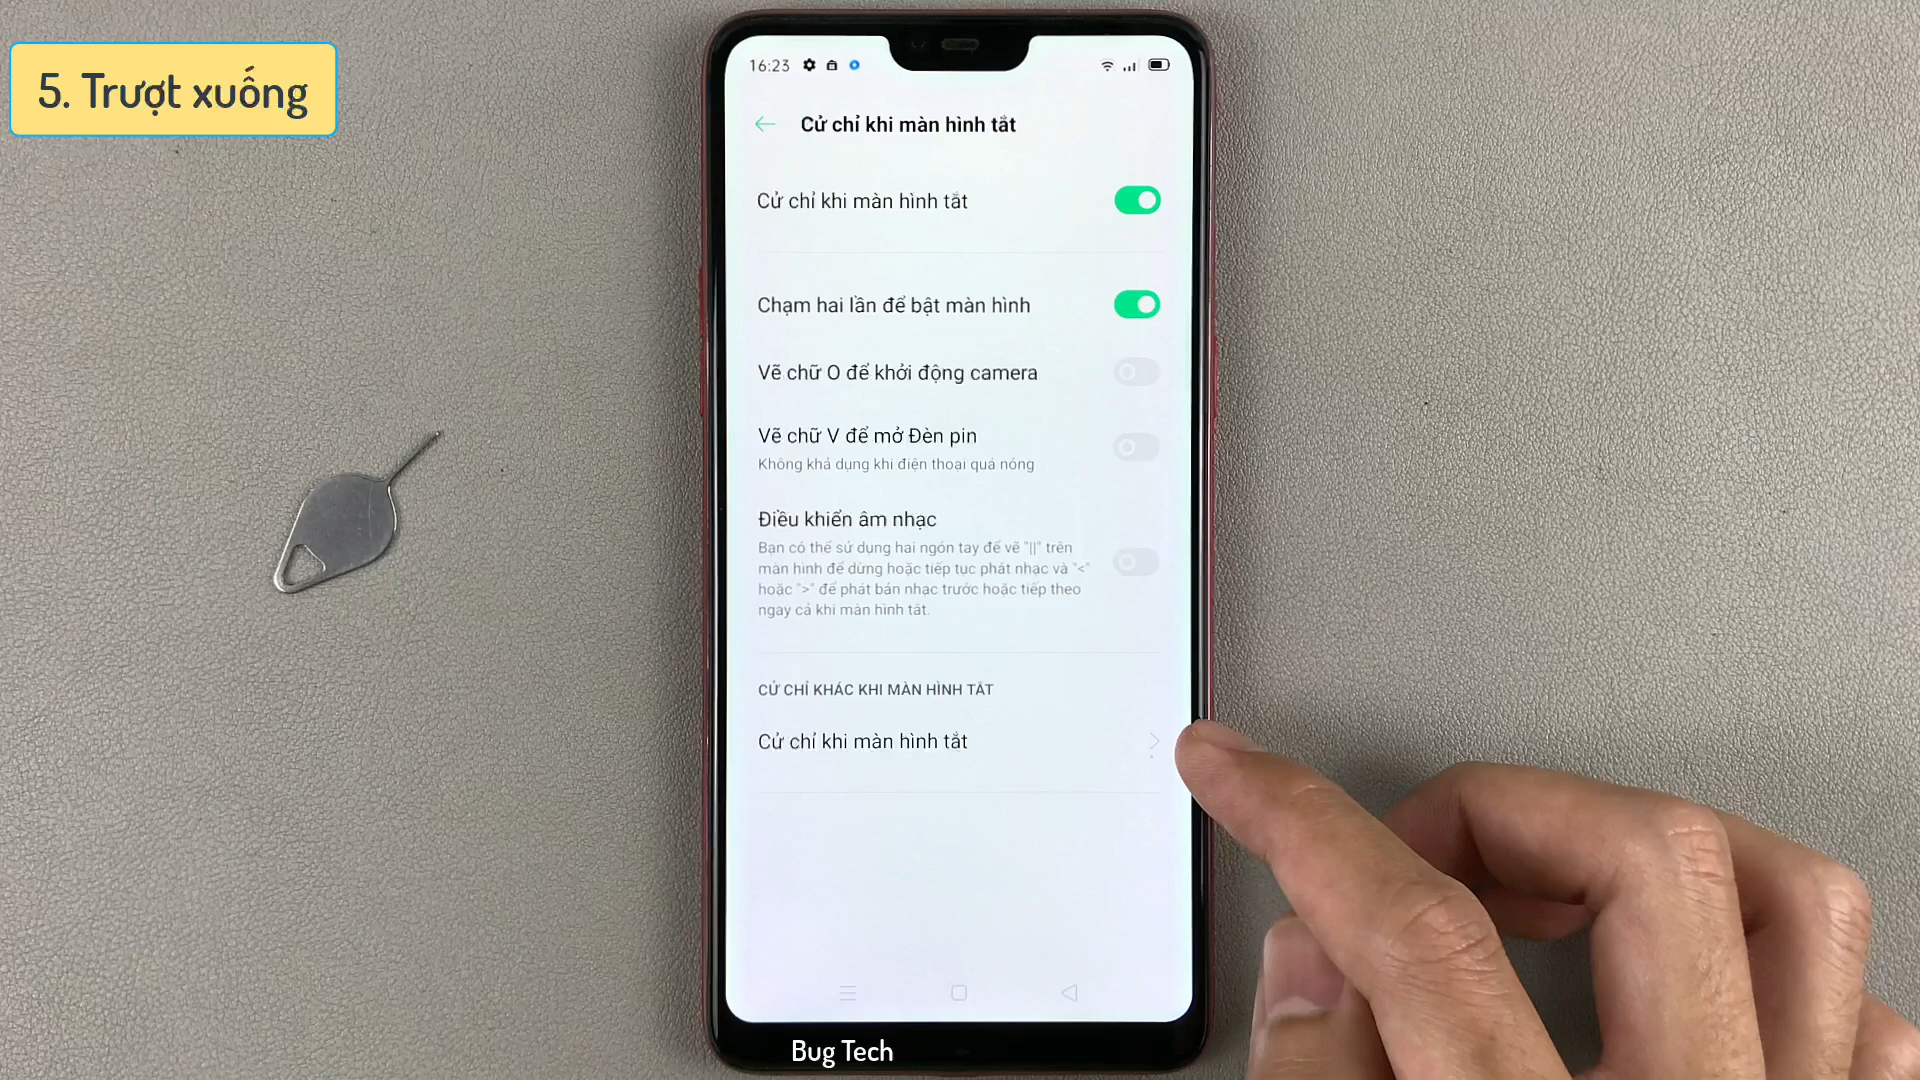 5. Trượt xuống
16:23
Cử chỉ khi màn hình tắt
Cử chỉ khi màn hình tắt
Chạm hai lần để bật màn hình
Vẽ chữ O để khởi động camera
Vẽ chữ V để mở Đèn pin
Không khả dụng khi điện thoại quá nóng
Điều khiển âm nhạc
Bạn có thể sử dụng hai ngón tay để vẽ "||" trên
màn hình để dừng hoặc tiếp tục phát nhạc và "<"
hoặc ">" để phát bản nhạc trước hoặc tiếp theo
ngay cả khi màn hình tắt.
CỬ CHỈ KHÁC KHI MÀN HÌNH TẮT
Cử chỉ khi màn hình tắt
Bug Tech